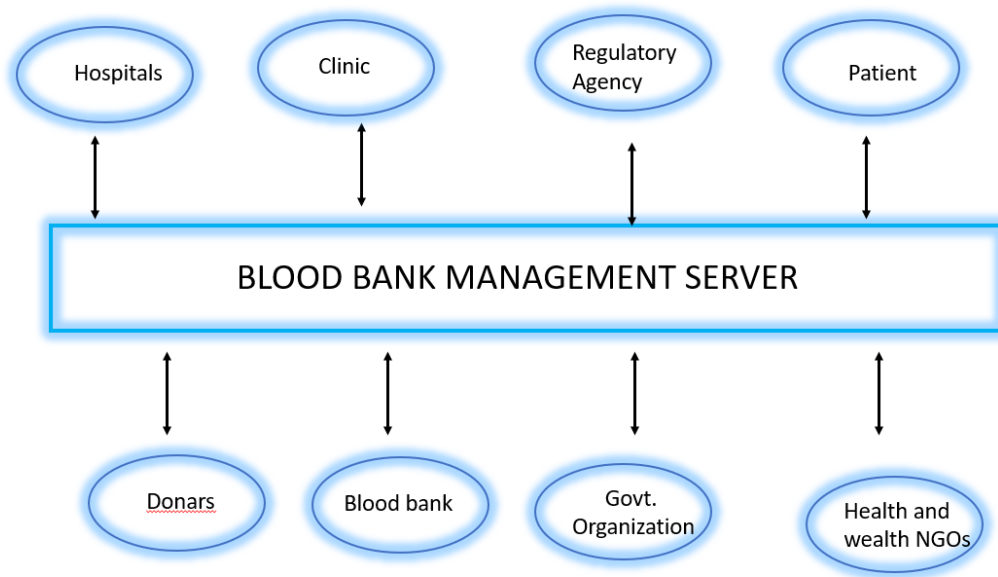 Hospitals
Clinic
Regulatory
Agency
Patient
BLOOD BANK MANAGEMENT SERVER
Donars
Blood bank
Govt.
Organization
Health and
wealth NGOs